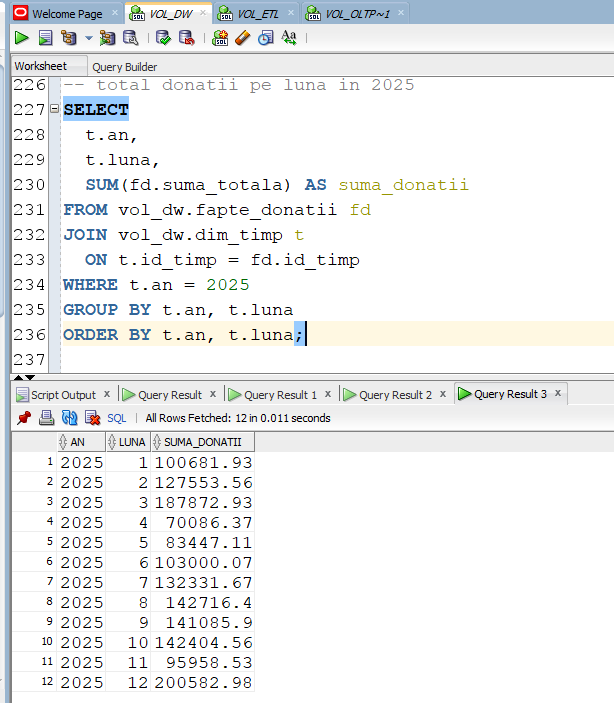 Welcome Page VOL_DW VOL_ETL VOL_OLTP~1
Worksheet Query Builder
226 -- total donatii pe luna in 2025
227 SELECT
228 t.an,
229 t.luna,
230 SUM(fd.suma_totala) AS suma_donatii
231 FROM vol_dw.fapte_donatii fd
232 JOIN vol_dw.dim_timp t
233 ON t.id_timp = fd.id_timp
234 WHERE t.an = 2025
235 GROUP BY t.an, t.luna
236 ORDER BY t.an, t.luna;
237
Script Output Query Result Query Result 1 Query Result 2 Query Result 3
SQL All Rows Fetched: 12 in 0.011 seconds
AN LUNA SUMA_DONATII
1 2025 1 100681.93
2 2025 2 127553.56
3 2025 3 187872.93
4 2025 4 70086.37
5 2025 5 83447.11
6 2025 6 103000.07
7 2025 7 132331.67
8 2025 8 142716.4
9 2025 9 141085.9
10 2025 10 142404.56
11 2025 11 95958.53
12 2025 12 200582.98